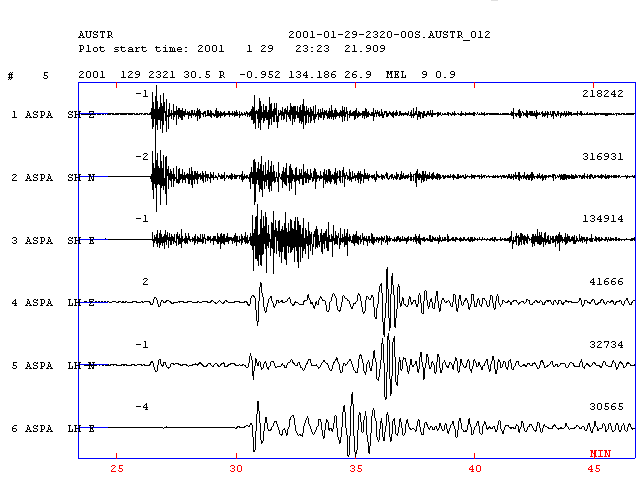 AUSTR 2001-01-29-2320-00S.AUSTR_012
Plot start time: 2001 1 29 23:23 21.909
# 5 2001 129 2321 30.5 R -0.952 134.186 26.9 MEL 9 0.9
-1 218242
1 ASPA SH Z
-2 316931
2 ASPA SH N
-1 134914
3 ASPA SH E
2 41666
4 ASPA LH Z
-1 32734
5 ASPA LH N
-4 30565
6 ASPA LH E
MIN
25 30 35 40 45